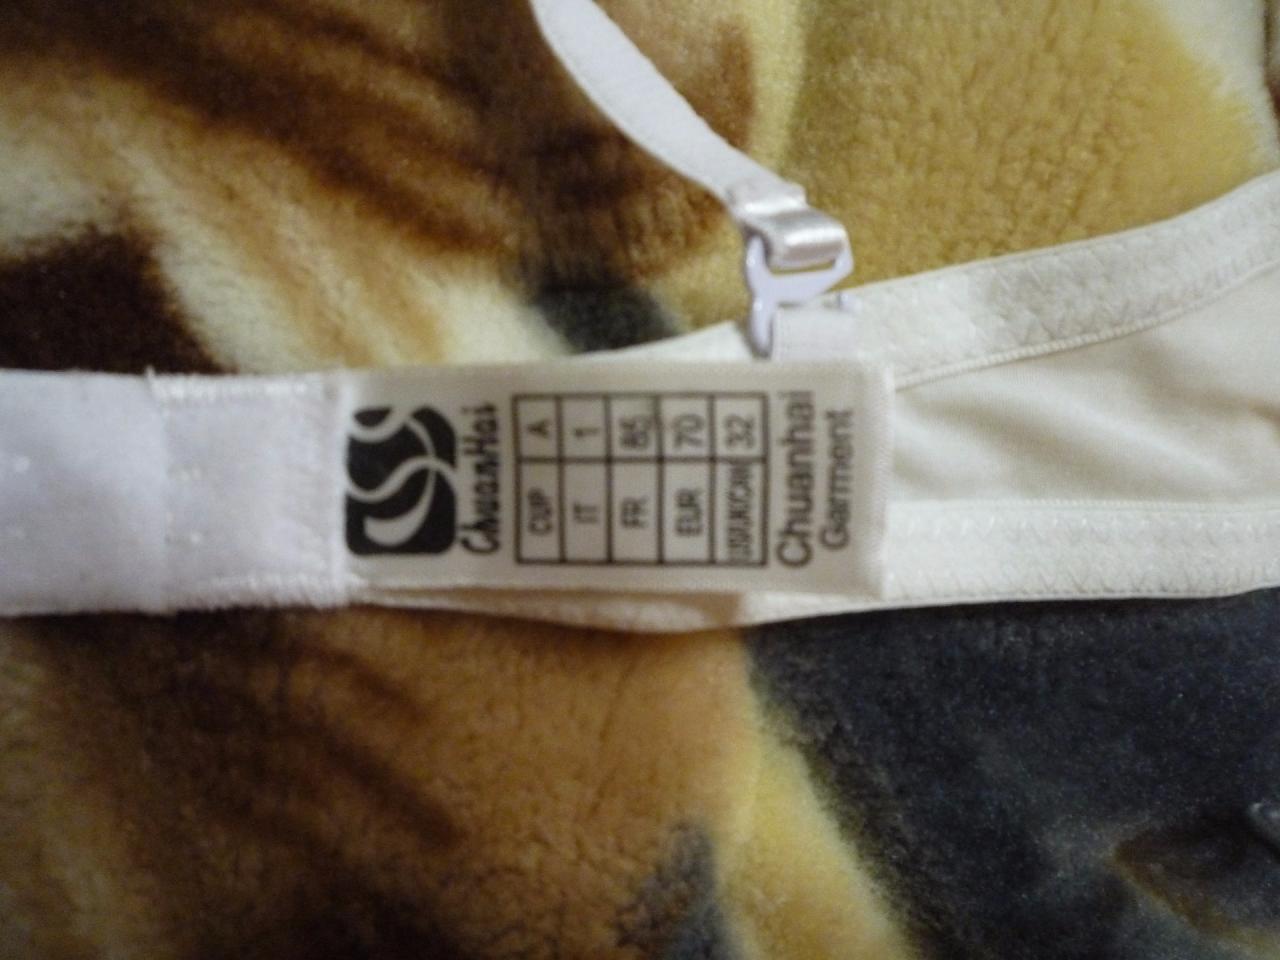 ChuanHai
CUP A
IT 1
FR 85
EUR 70
US/UK/CAN 32
Chuanhai
Garment